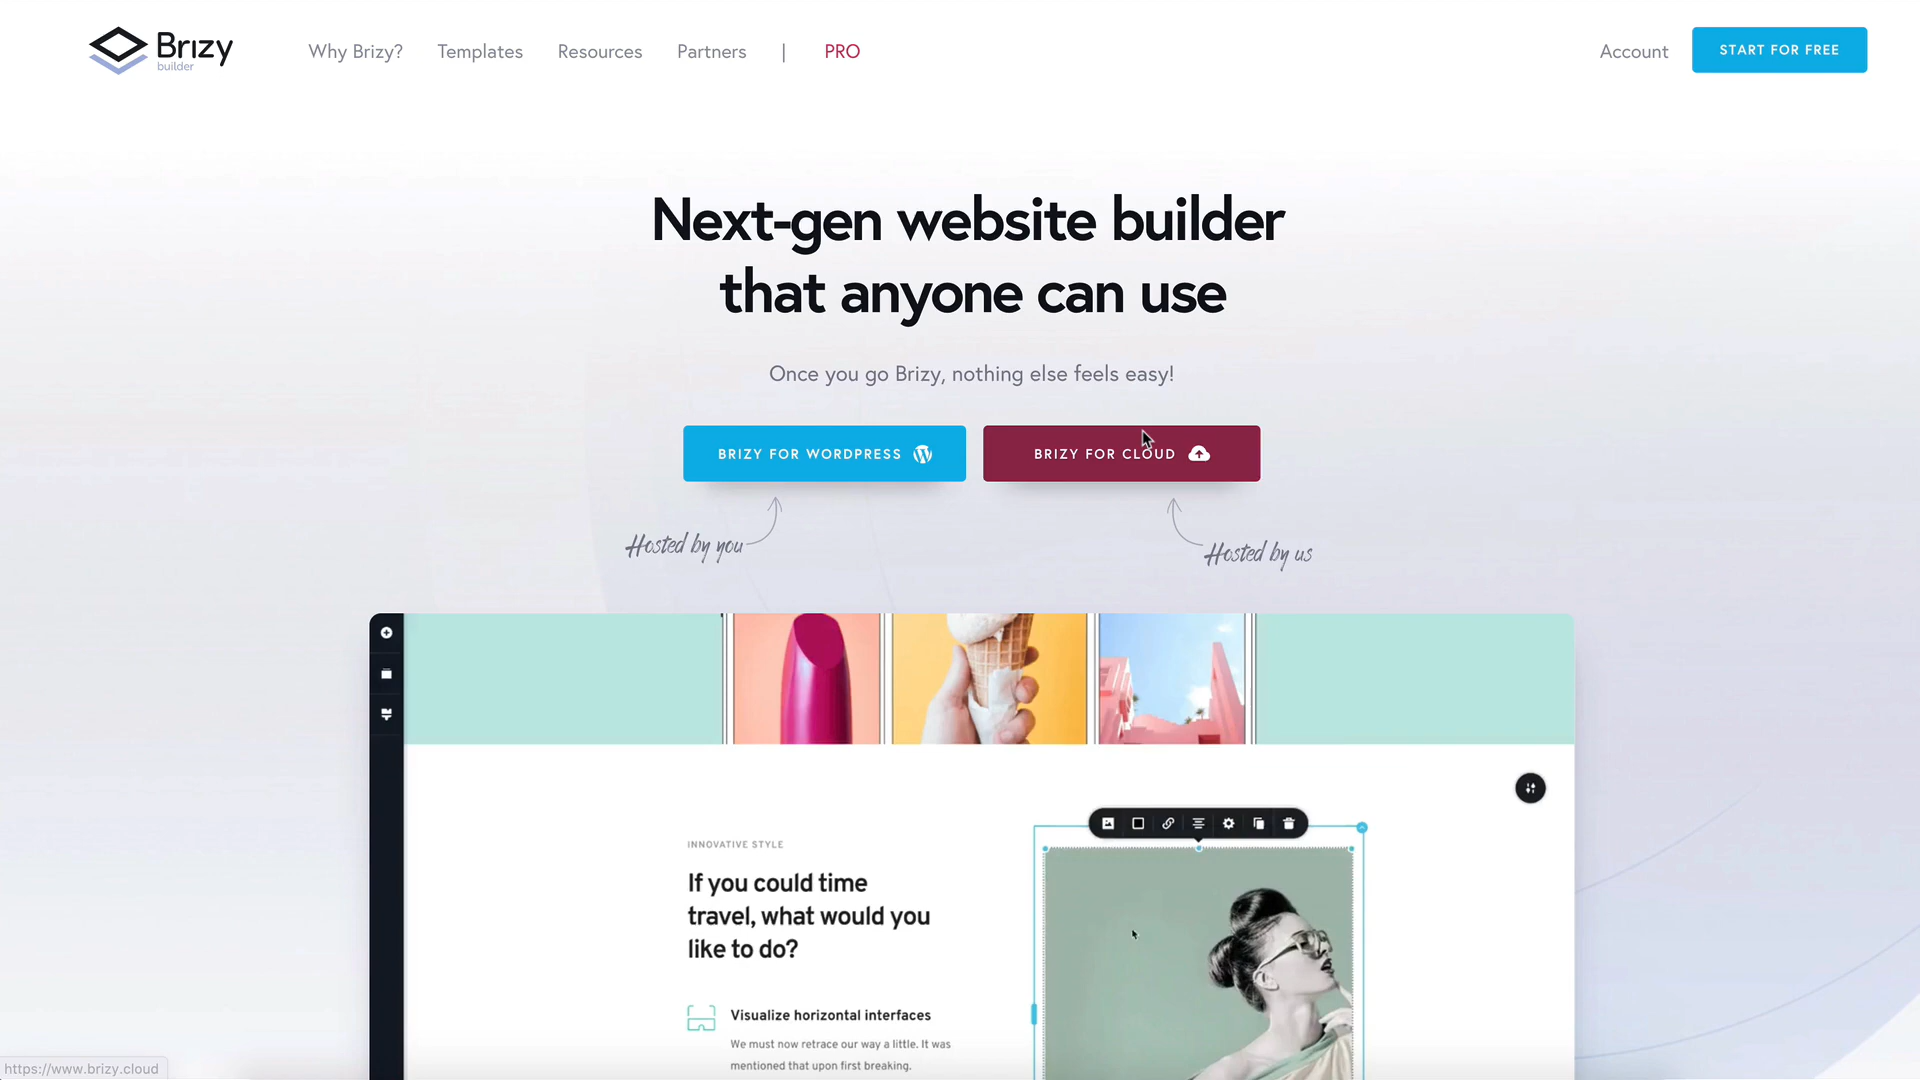 Brizy
builder
Why Brizy?
Templates
Resources
Partners
|
PRO
Account
START FOR FREE
Next-gen website builder
that anyone can use
Once you go Brizy, nothing else feels easy!
BRIZY FOR WORDPRESS
BRIZY FOR CLOUD
Hosted by you
Hosted by us
INNOVATIVE STYLE
If you could time
travel, what would you
like to do?
Visualize horizontal interfaces
We must now retrace our way a little. It was
mentioned that upon first breaking.
https://www.brizy.cloud